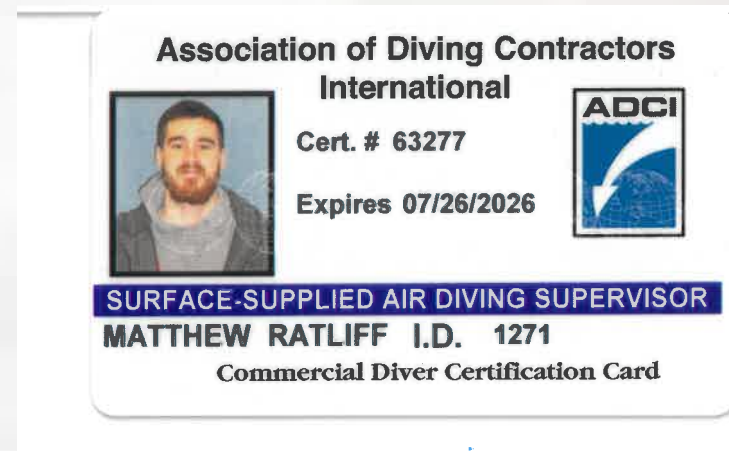 Association of Diving Contractors
International
ADCI
Cert. # 63277
Expires 07/26/2026
SURFACE-SUPPLIED AIR DIVING SUPERVISOR
MATTHEW RATLIFF I.D. 1271
Commercial Diver Certification Card